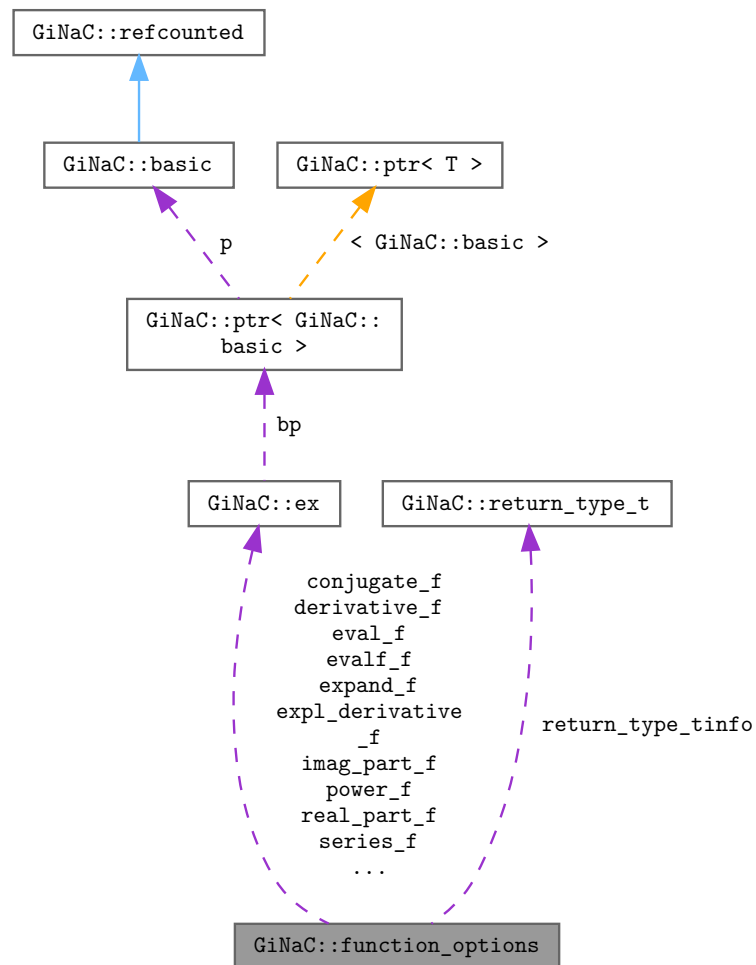 GiNaC::refcounted
GiNaC::basic
GiNaC::ptr< T >
p
< GiNaC::basic >
GiNaC::ptr< GiNaC::
basic >
bp
GiNaC::ex
GiNaC::return_type_t
conjugate_f
derivative_f
eval_f
evalf_f
expand_f
expl_derivative
_f
imag_part_f
power_f
real_part_f
series_f
...
return_type_tinfo
GiNaC::function_options